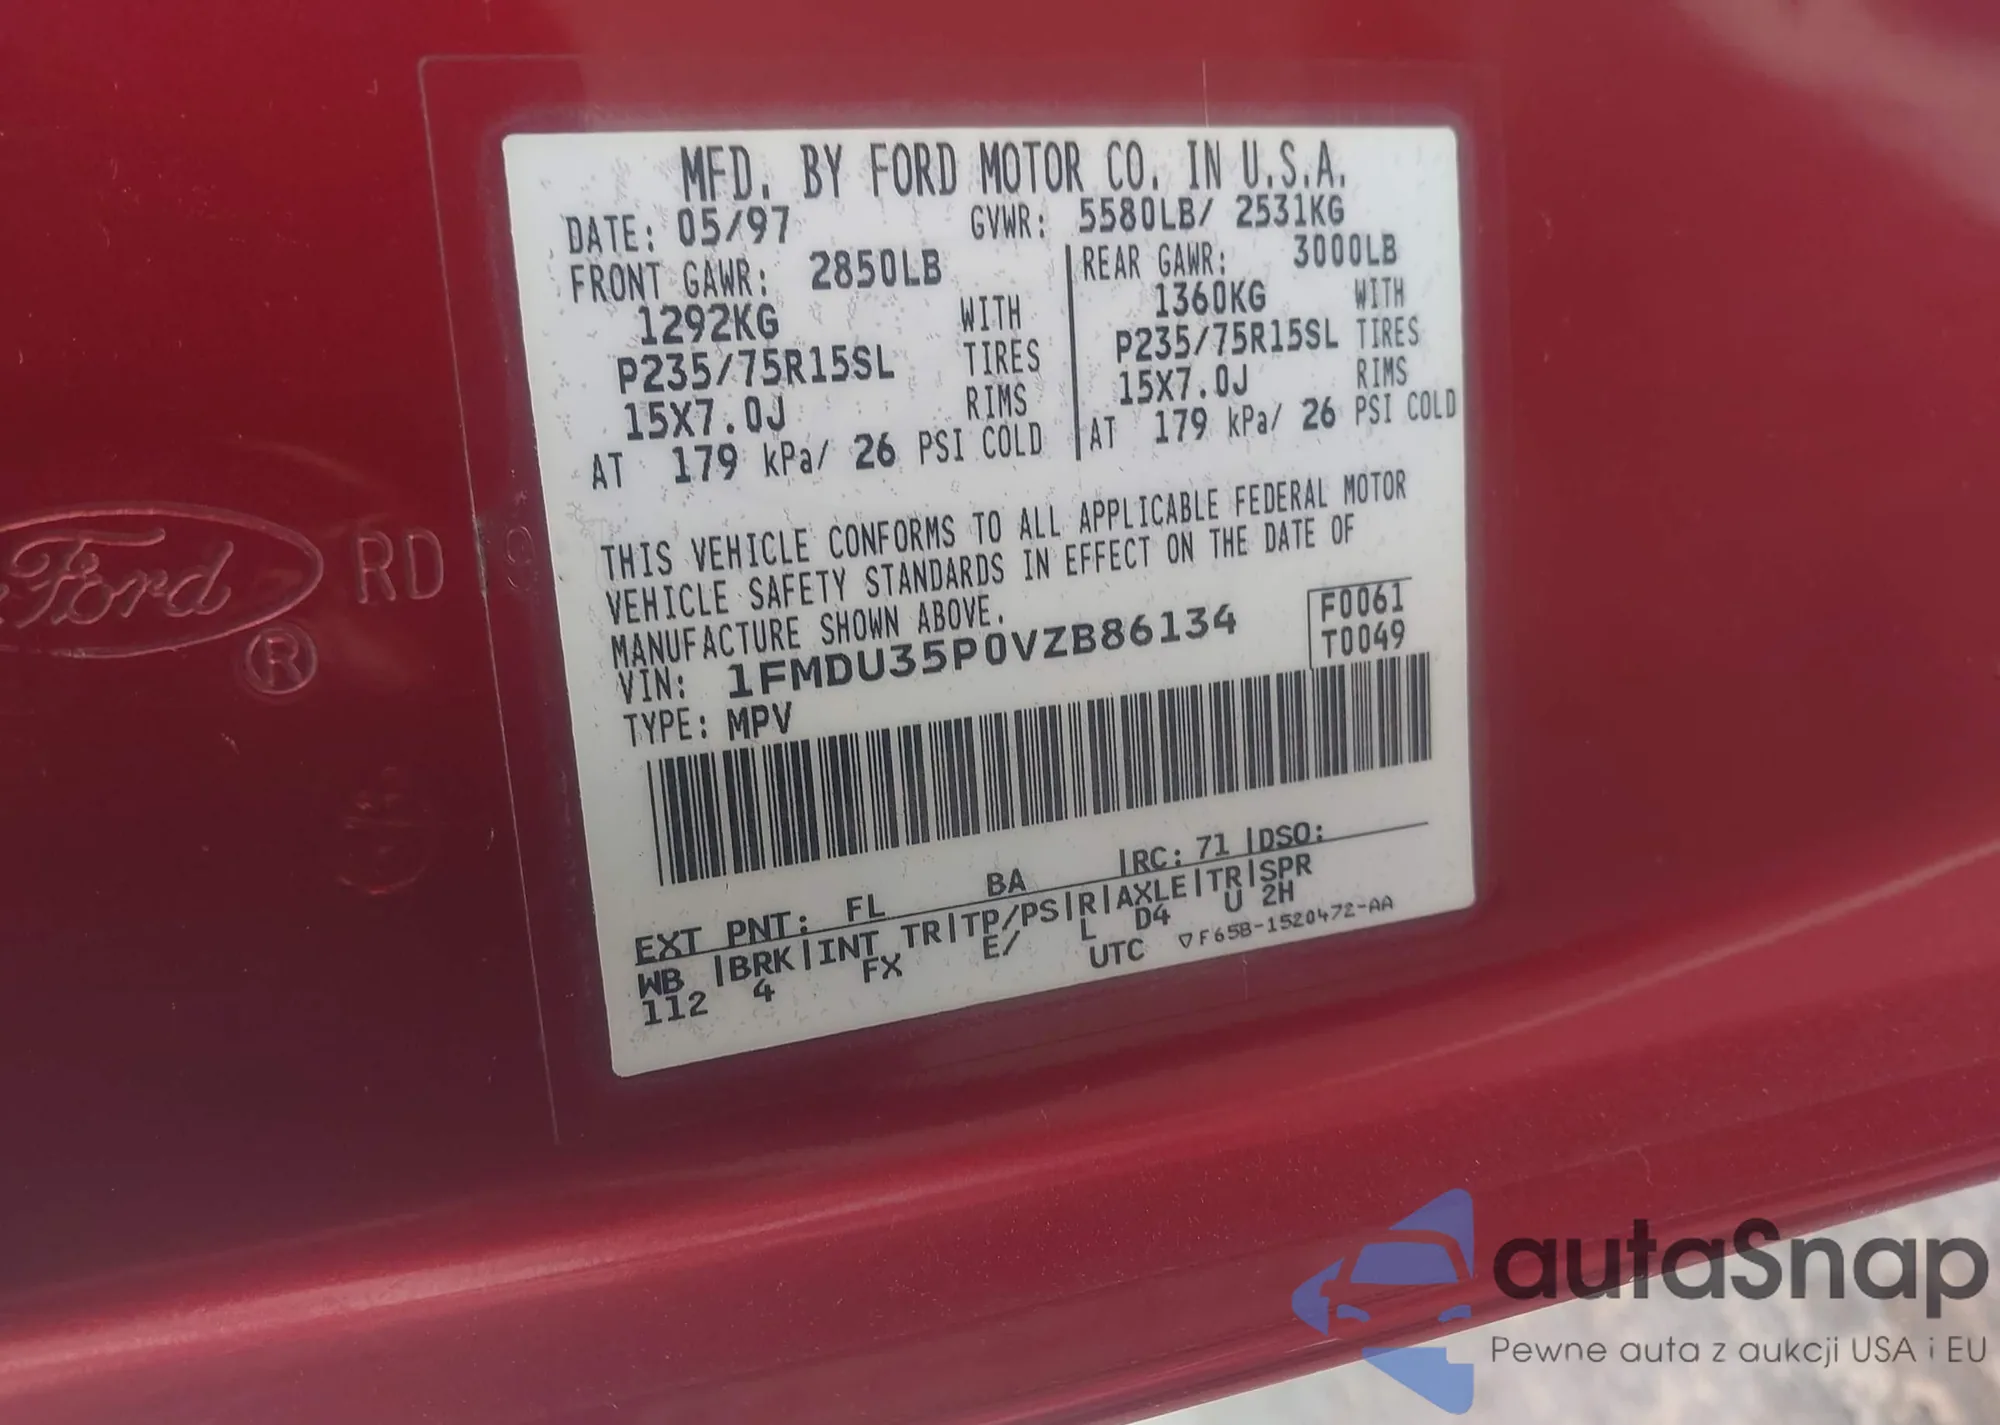 MFD. BY FORD MOTOR CO. IN U.S.A.
DATE: 05/97 GVWR: 5580LB/ 2531KG
FRONT GAWR: 2850LB REAR GAWR: 3000LB
1292KG WITH 1360KG WITH
P235/75R15SL TIRES P235/75R15SL TIRES
15X7.0J RIMS 15X7.0J RIMS
AT 179 kPa/ 26 PSI COLD AT 179 kPa/ 26 PSI COLD
THIS VEHICLE CONFORMS TO ALL APPLICABLE FEDERAL MOTOR
VEHICLE SAFETY STANDARDS IN EFFECT ON THE DATE OF
MANUFACTURE SHOWN ABOVE.
F0061
VIN: 1FMDU35P0VZB86134 T0049
TYPE: MPV
EXT PNT: FL BA |RC: 71 |DSO:
WB |BRK|INT TR|TP/PS|R|AXLE|TR|SPR
112 4 FX E/ L D4 U 2H
UTC ▽F65B-1520472-AA
Ford ® RD
autaSnap
Pewne auta z aukcji USA i EU